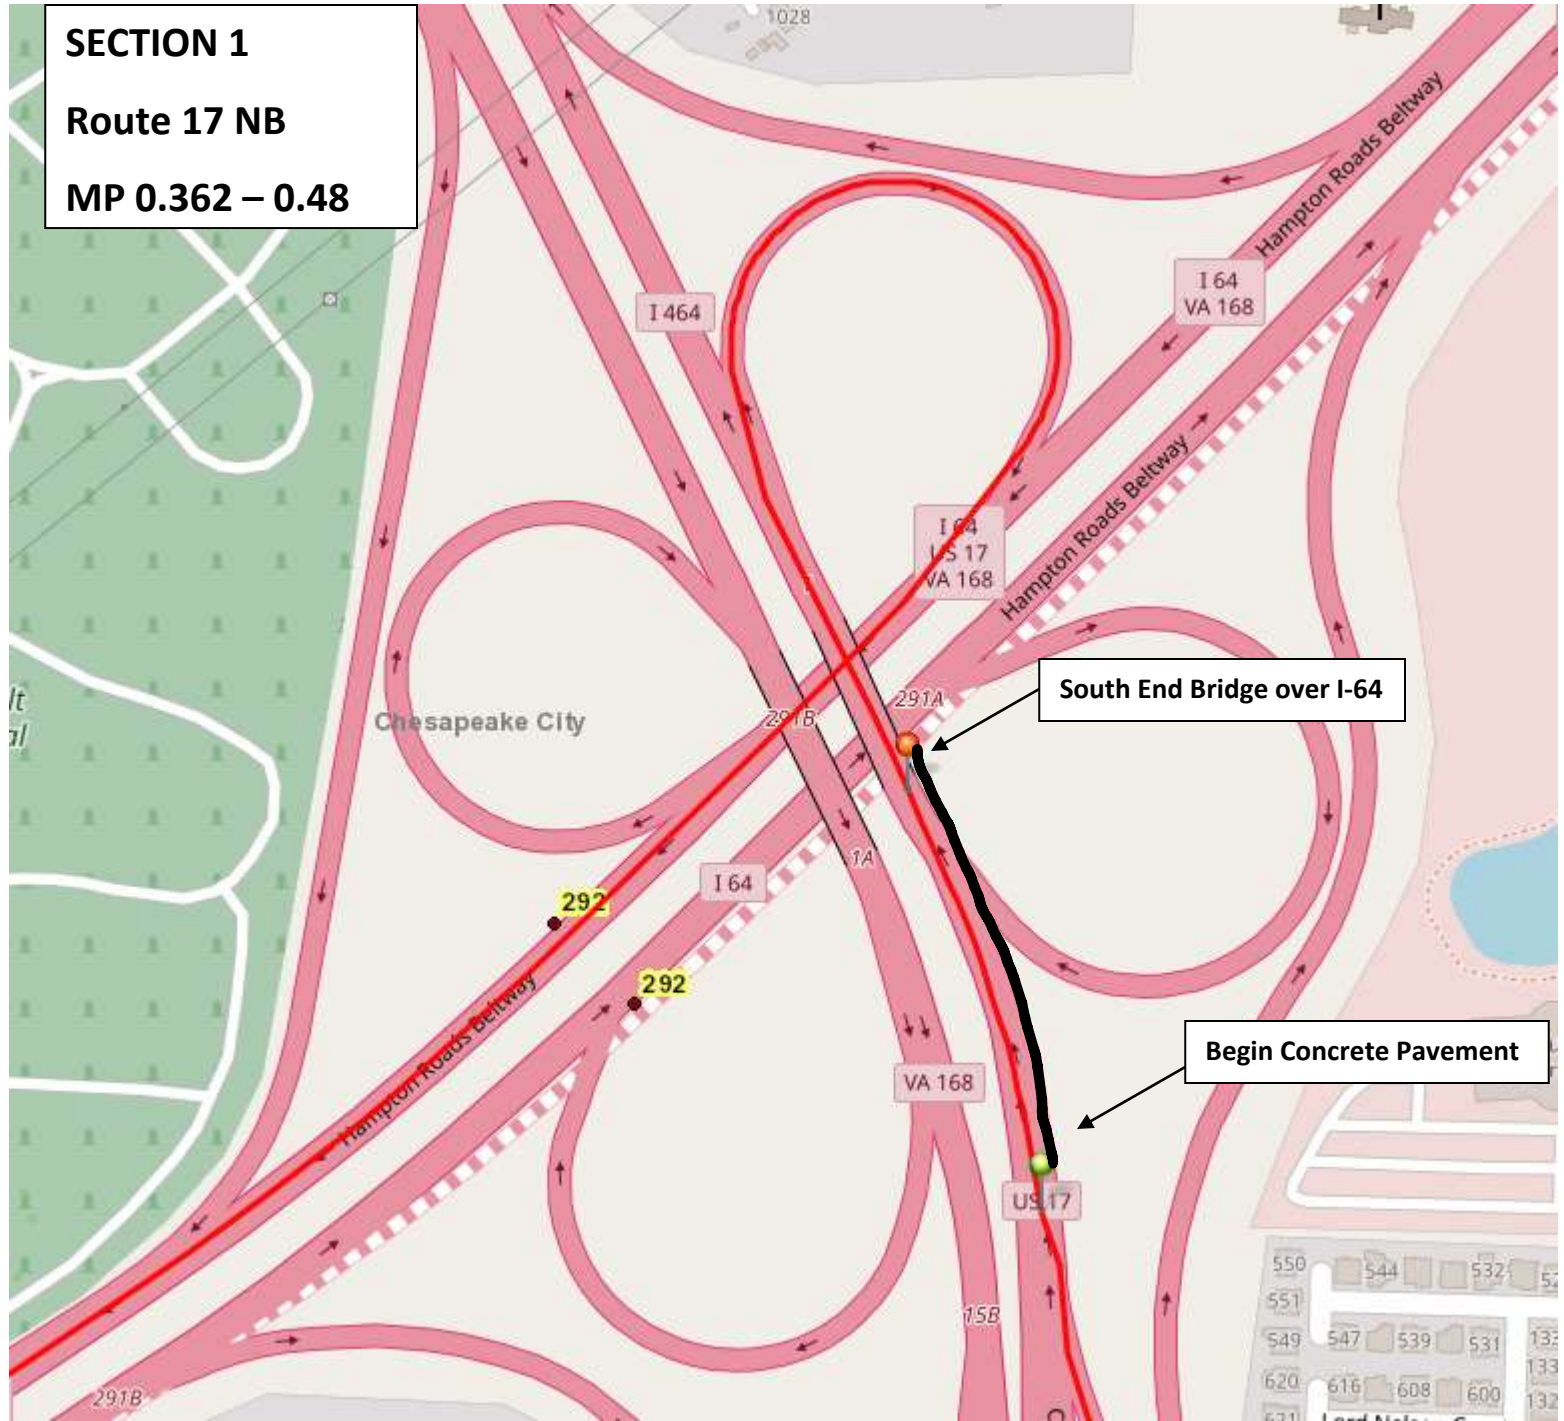 SECTION 1
Route 17 NB
MP 0.362 – 0.48
1028
Hampton Roads Beltway
I 64
VA 168
I 464
Hampton Roads Beltway
I 64
US 17
VA 168
South End Bridge over I-64
291A
291B
Chesapeake City
1A
I 64
292
292
Hampton Roads Beltway
VA 168
Begin Concrete Pavement
US 17
15B
291B
550
544
532
551
549
547
539
531
620
616
608
600